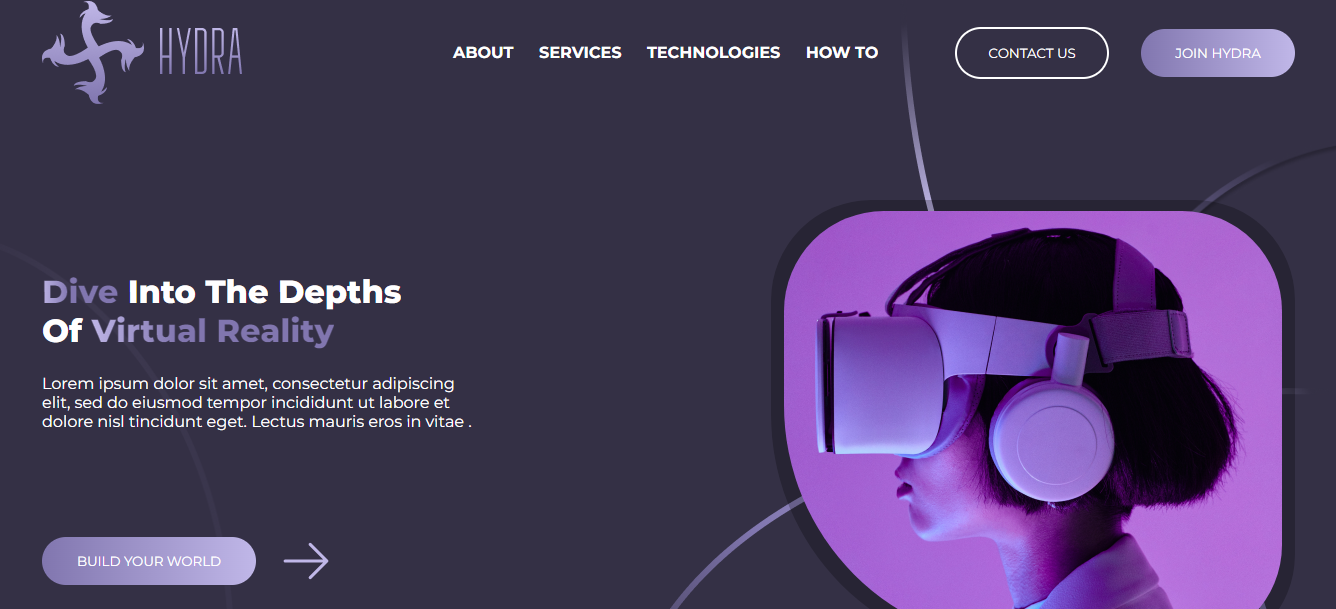 HYDRA
ABOUT SERVICES TECHNOLOGIES HOW TO CONTACT US JOIN HYDRA
Dive Into The Depths
Of Virtual Reality
Lorem ipsum dolor sit amet, consectetur adipiscing
elit, sed do eiusmod tempor incididunt ut labore et
dolore nisl tincidunt eget. Lectus mauris eros in vitae .
BUILD YOUR WORLD